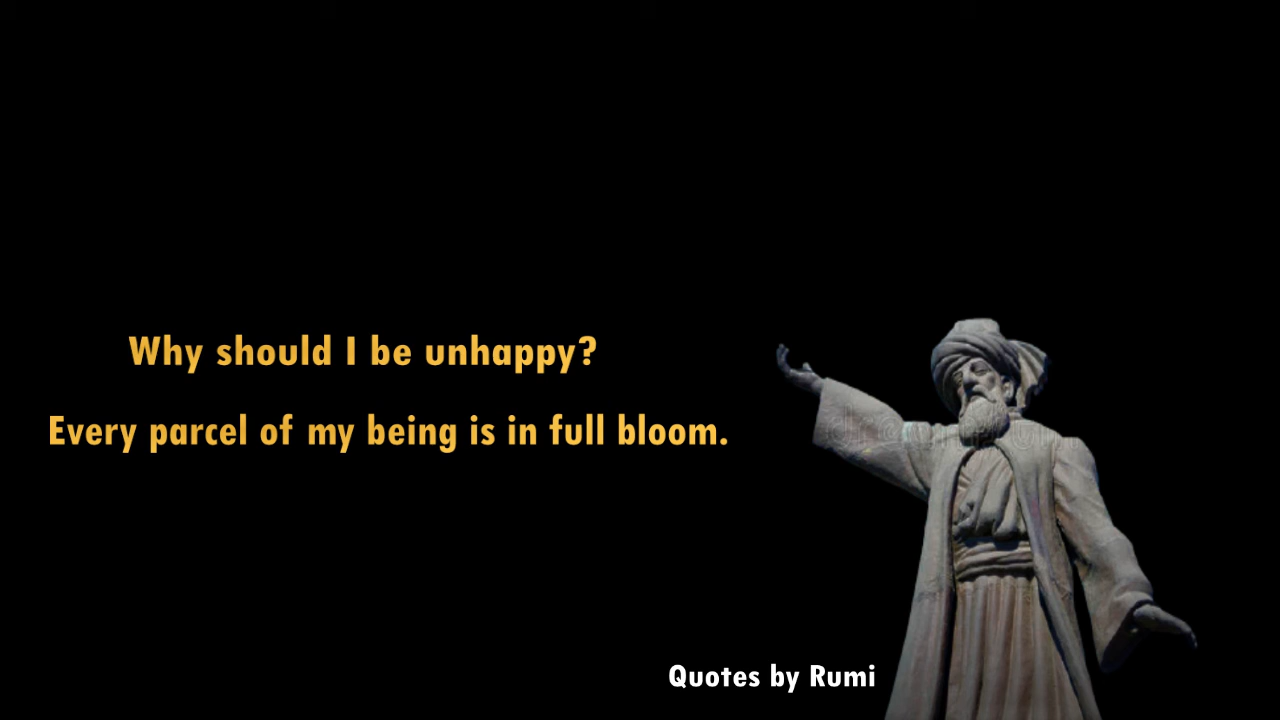 Why should I be unhappy?
Every parcel of my being is in full bloom.
Quotes by Rumi